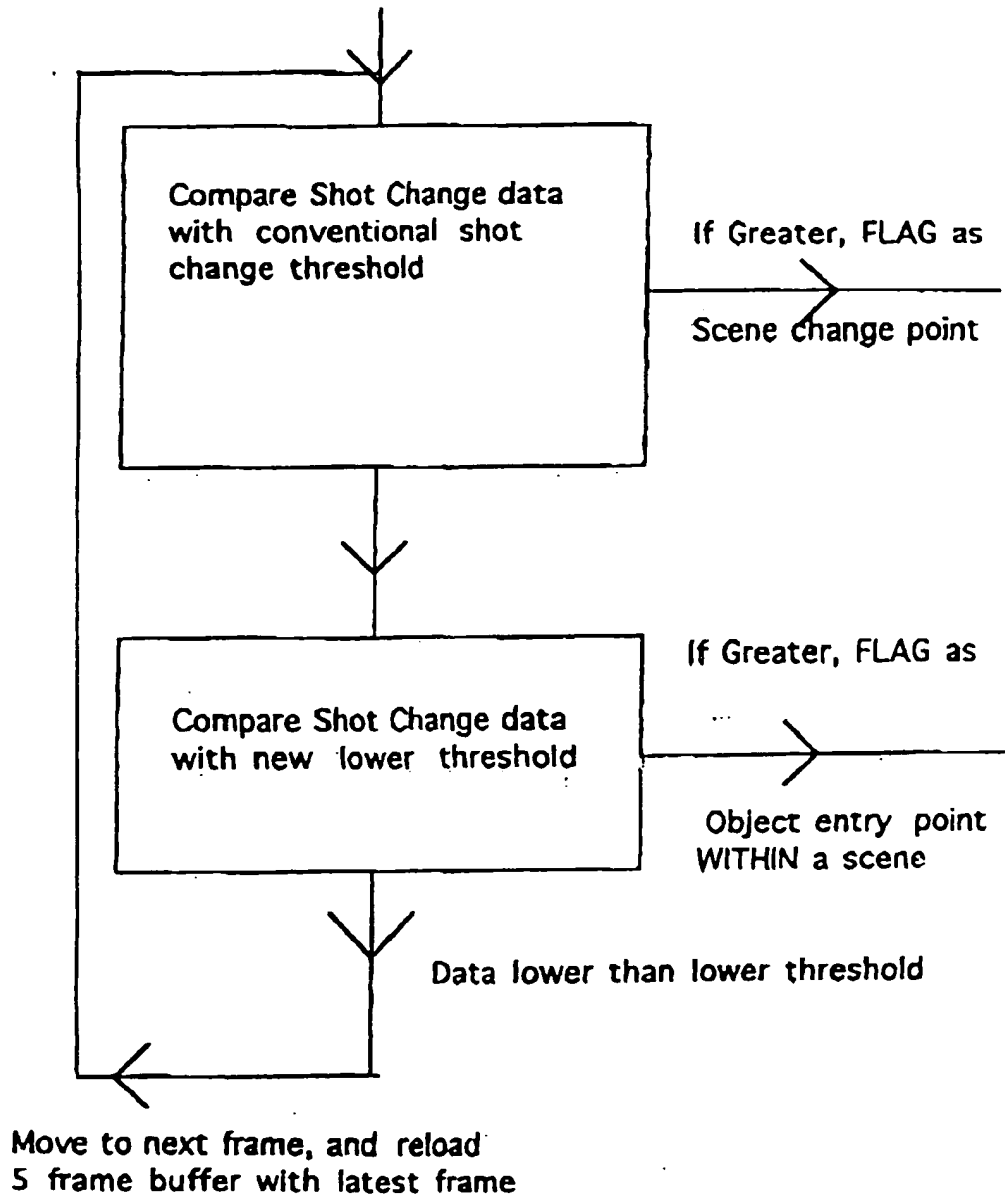 Compare Shot Change data
with conventional shot
change threshold
If Greater, FLAG as
Scene change point
If Greater, FLAG as
Compare Shot Change data
with new lower threshold
Object entry point
WITHIN a scene
Data lower than lower threshold
Move to next frame, and reload
5 frame buffer with latest frame